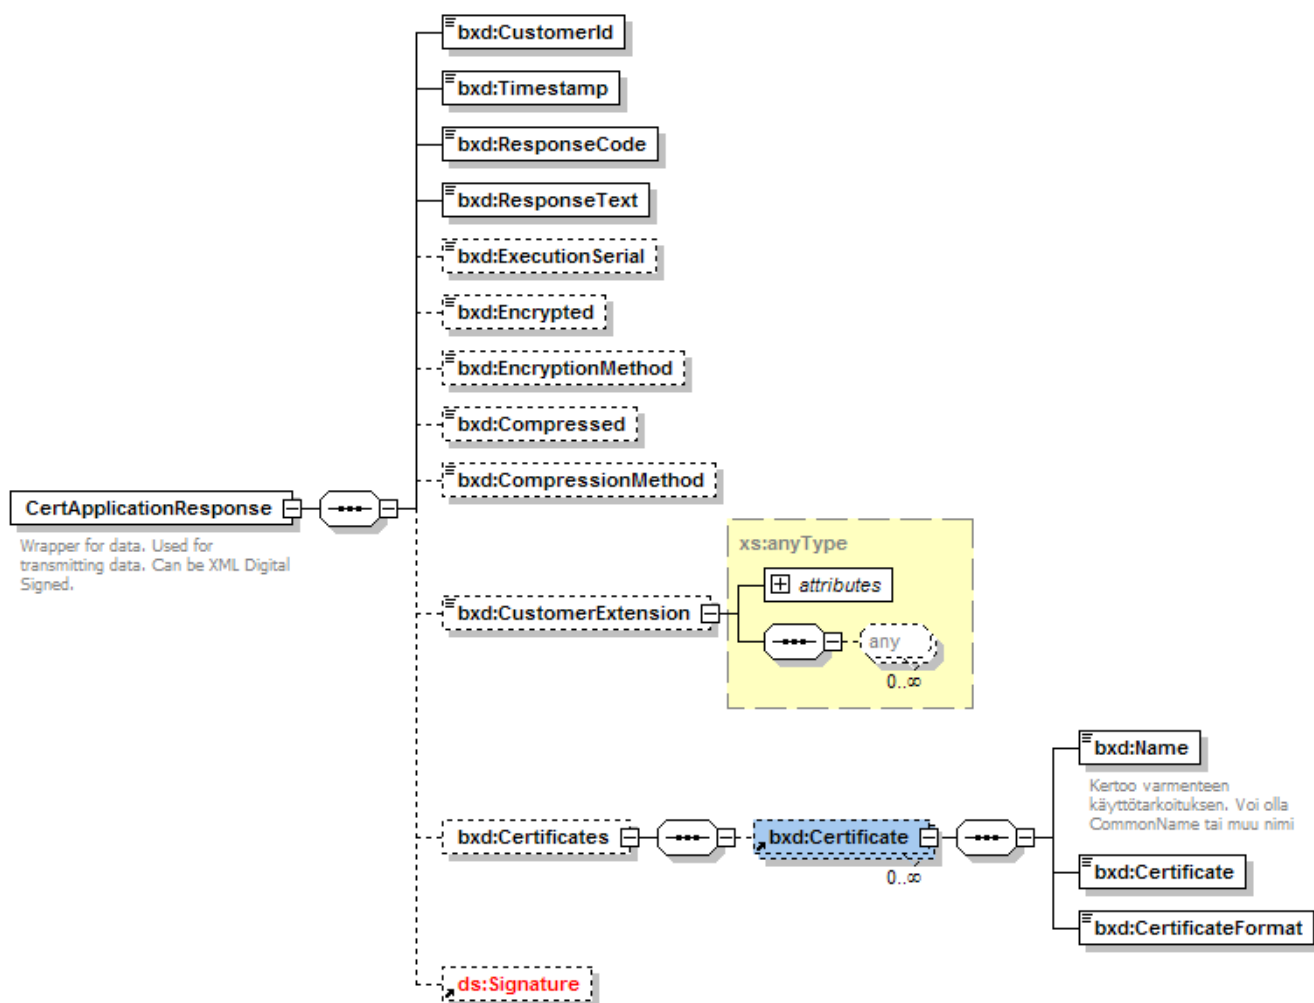 bxd:CustomerId
bxd:Timestamp
bxd:ResponseCode
bxd:ResponseText
bxd:ExecutionSerial
bxd:Encrypted
bxd:EncryptionMethod
bxd:Compressed
bxd:CompressionMethod
CertApplicationResponse
Wrapper for data. Used for
transmitting data. Can be XML Digital
Signed.
xs:anyType
attributes
bxd:CustomerExtension
any
0..∞
bxd:Name
Kertoo varmenteen
käyttötarkoituksen. Voi olla
CommonName tai muu nimi
bxd:Certificates
bxd:Certificate
0..∞
bxd:Certificate
bxd:CertificateFormat
ds:Signature